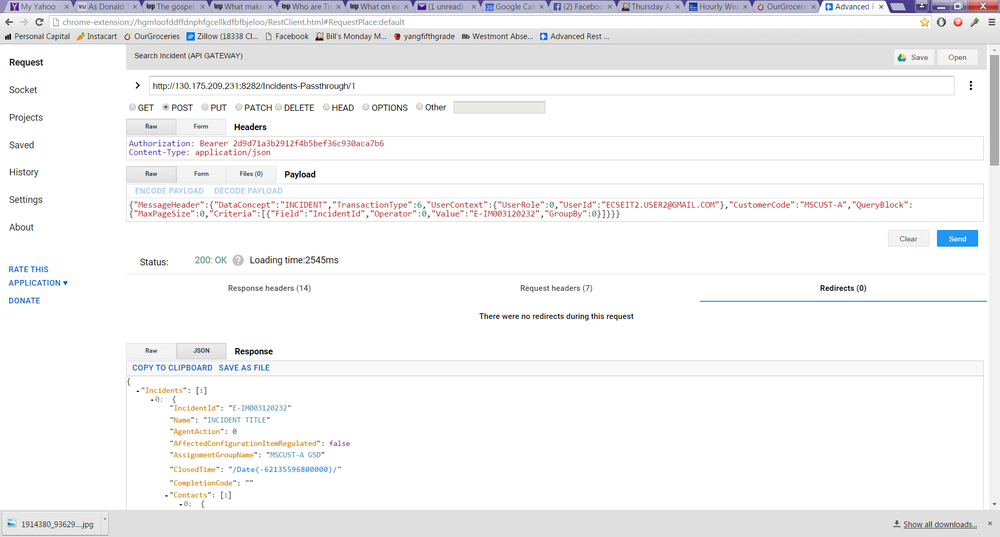 My Yahoo
WSJ As Donald T
wp The gospel
wp What make
wp Who are Tru
wp What on ea
(1 unread) -
20 Google Cale
(2) Faceboo
Thursday A
Hourly Wea
OurGrocerie
Advanced R
chrome-extension://hgmloofddffdnphfgcellkdfbfbjeloo/RestClient.html#RequestPlace:default
Personal Capital
Instacart
OurGroceries
Zillow (18338 Cl...
Facebook
Bill's Monday M...
yangfifthgrade
Bb Westmont Abse...
Advanced Rest ...
Request
Socket
Projects
Saved
History
Settings
About
RATE THIS
APPLICATION ♥
DONATE
Search Incident (API GATEWAY)
Save
Open
http://130.175.209.231:8282/Incidents-Passthrough/1
GET POST PUT PATCH DELETE HEAD OPTIONS Other
Raw Form Headers
Authorization: Bearer 2d9d71a3b2912f4b5bef36c930aca7b6
Content-Type: application/json
Raw Form Files (0) Payload
ENCODE PAYLOAD DECODE PAYLOAD
{"MessageHeader":{"DataConcept":"INCIDENT","TransactionType":6,"UserContext":{"UserRole":0,"UserId":"ECSEIT2.USER2@GMAIL.COM"},"CustomerCode":"MSCUST-A","QueryBlock":
{"MaxPageSize":0,"Criteria":[{"Field":"IncidentId","Operator":0,"Value":"E-IM003120232","GroupBy":0}]}}}
Clear
Send
Status: 200: OK ? Loading time:2545ms
Response headers (14)
Request headers (7)
Redirects (0)
There were no redirects during this request
Raw JSON Response
COPY TO CLIPBOARD SAVE AS FILE
{
-"Incidents": [1]
-0: {
"IncidentId": "E-IM003120232"
"Name": "INCIDENT TITLE"
"AgentAction": 0
"AffectedConfigurationItemRegulated": false
"AssignmentGroupName": "MSCUST-A GSD"
"ClosedTime": "/Date(-62135596800000)/"
"CompletionCode": ""
-"Contacts": [1]
-0: {
1914380_93629....jpg
Show all downloads...